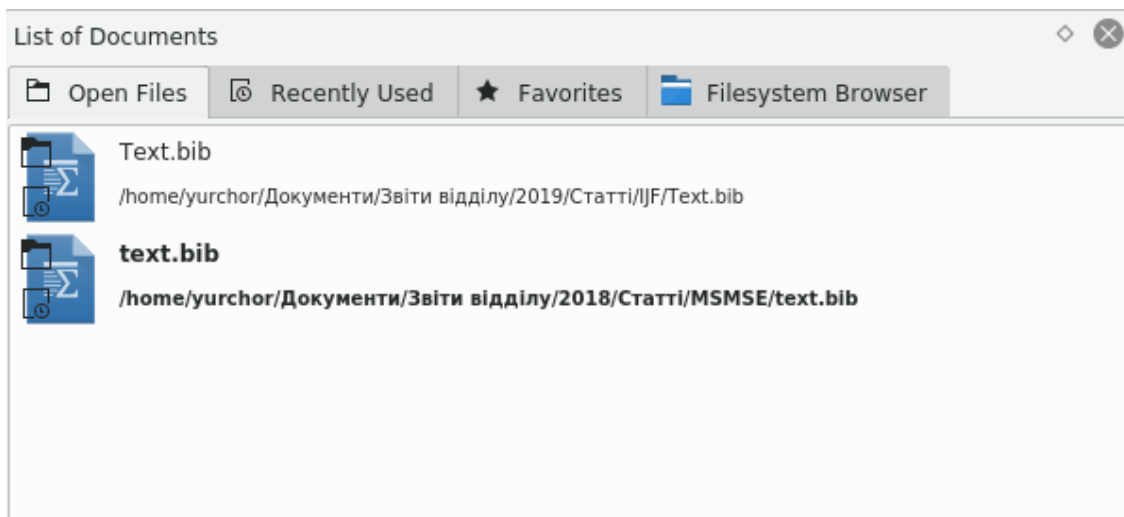 List of Documents
Open Files Recently Used Favorites Filesystem Browser
Text.bib
/home/yurchor/Документи/Звіти відділу/2019/Статті/IJF/Text.bib
text.bib
/home/yurchor/Документи/Звіти відділу/2018/Статті/MSMSE/text.bib